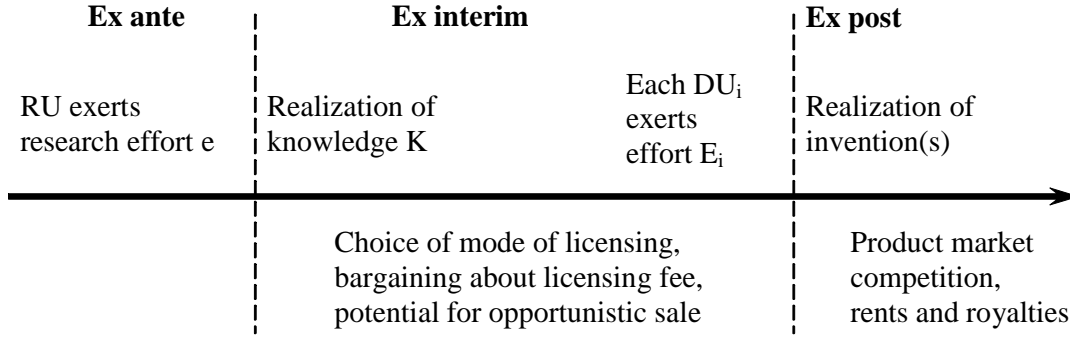 Ex ante
Ex interim
Ex post
RU exerts
research effort e
Realization of
knowledge K
Each DUi
exerts
effort Ei
Realization of
invention(s)
Choice of mode of licensing,
bargaining about licensing fee,
potential for opportunistic sale
Product market
competition,
rents and royalties